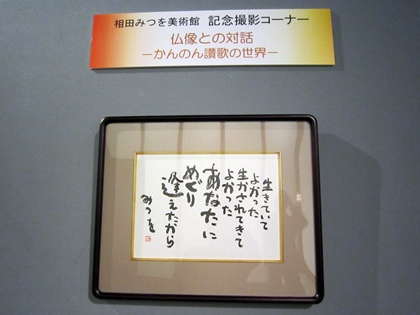 相田みつを美術館 記念撮影コーナー
仏像との対話
―かんのん讃歌の世界―
生きていて
よかった
生かされてきて
よかった
あなたに
めぐり
逢えたから
みつを